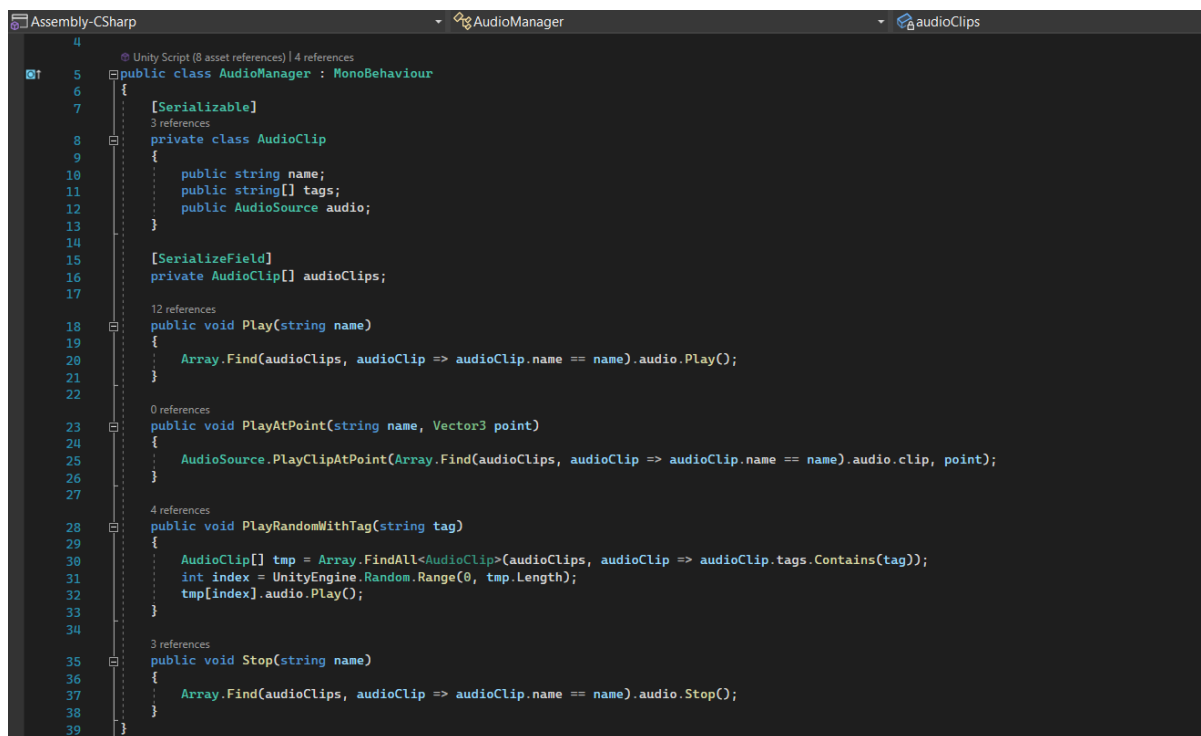 Assembly-CSharp AudioManager audioClips
4
Unity Script (8 asset references) | 4 references
5 public class AudioManager : MonoBehaviour
6 {
7 [Serializable]
3 references
8 private class AudioClip
9 {
10 public string name;
11 public string[] tags;
12 public AudioSource audio;
13 }
14
15 [SerializeField]
16 private AudioClip[] audioClips;
17
12 references
18 public void Play(string name)
19 {
20 Array.Find(audioClips, audioClip => audioClip.name == name).audio.Play();
21 }
22
0 references
23 public void PlayAtPoint(string name, Vector3 point)
24 {
25 AudioSource.PlayClipAtPoint(Array.Find(audioClips, audioClip => audioClip.name == name).audio.clip, point);
26 }
27
4 references
28 public void PlayRandomWithTag(string tag)
29 {
30 AudioClip[] tmp = Array.FindAll<AudioClip>(audioClips, audioClip => audioClip.tags.Contains(tag));
31 int index = UnityEngine.Random.Range(0, tmp.Length);
32 tmp[index].audio.Play();
33 }
34
3 references
35 public void Stop(string name)
36 {
37 Array.Find(audioClips, audioClip => audioClip.name == name).audio.Stop();
38 }
39 }